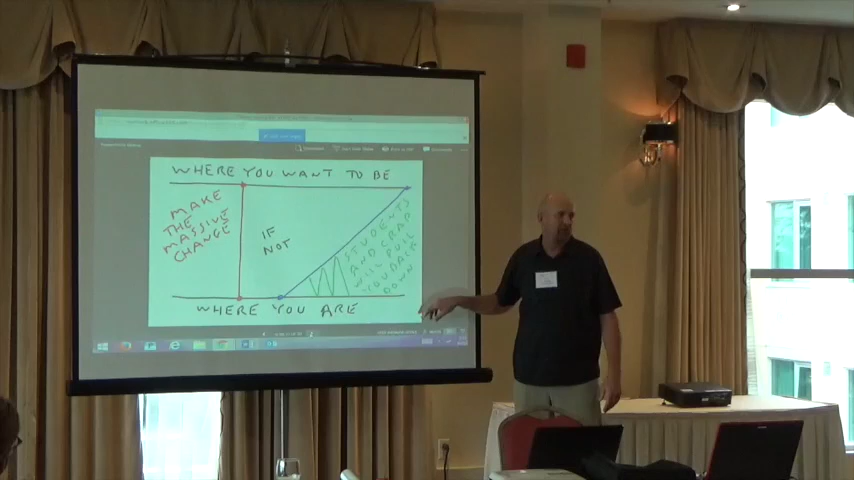 WHERE YOU WANT TO BE
MAKE
THE
MASSIVE
CHANGE
IF
NOT
STUDENTS
AND CRAP
WILL PULL
YOU BACK
DOWN
WHERE YOU ARE